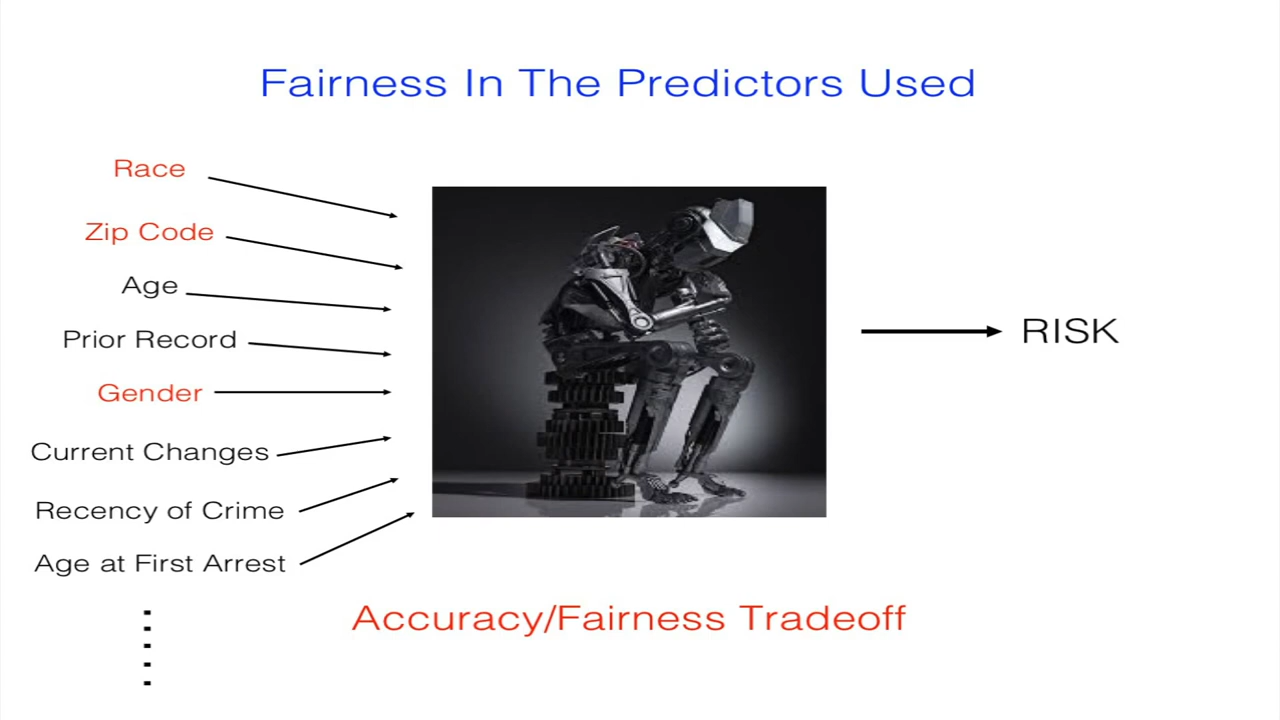 Fairness In The Predictors Used
Race
Zip Code
Age
Prior Record
Gender
Current Changes
Recency of Crime
Age at First Arrest
RISK
Accuracy/Fairness Tradeoff